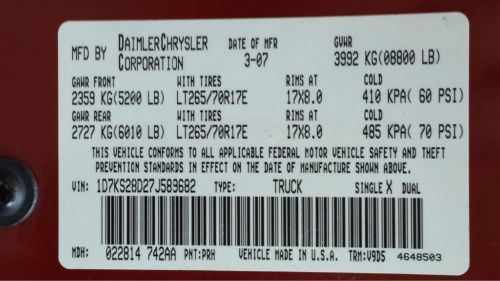 MFD BY DAIMLERCHRYSLER CORPORATION DATE OF MFR 3-07 GVWR 3992 KG(08800 LB)
GAWR FRONT WITH TIRES RIMS AT COLD
2359 KG(5200 LB) LT265/70R17E 17X8.0 410 KPA( 60 PSI)
GAWR REAR WITH TIRES RIMS AT COLD
2727 KG(6010 LB) LT265/70R17E 17X8.0 485 KPA( 70 PSI)
THIS VEHICLE CONFORMS TO ALL APPLICABLE FEDERAL MOTOR VEHICLE SAFETY AND THEFT
PREVENTION STANDARDS IN EFFECT ON THE DATE OF MANUFACTURE SHOWN ABOVE.
VIN: 1D7KS28D27J589682 TYPE: TRUCK SINGLE X DUAL
MDH: 022814 742AA PNT:PRH VEHICLE MADE IN U.S.A. TRM:V9D5 4648503